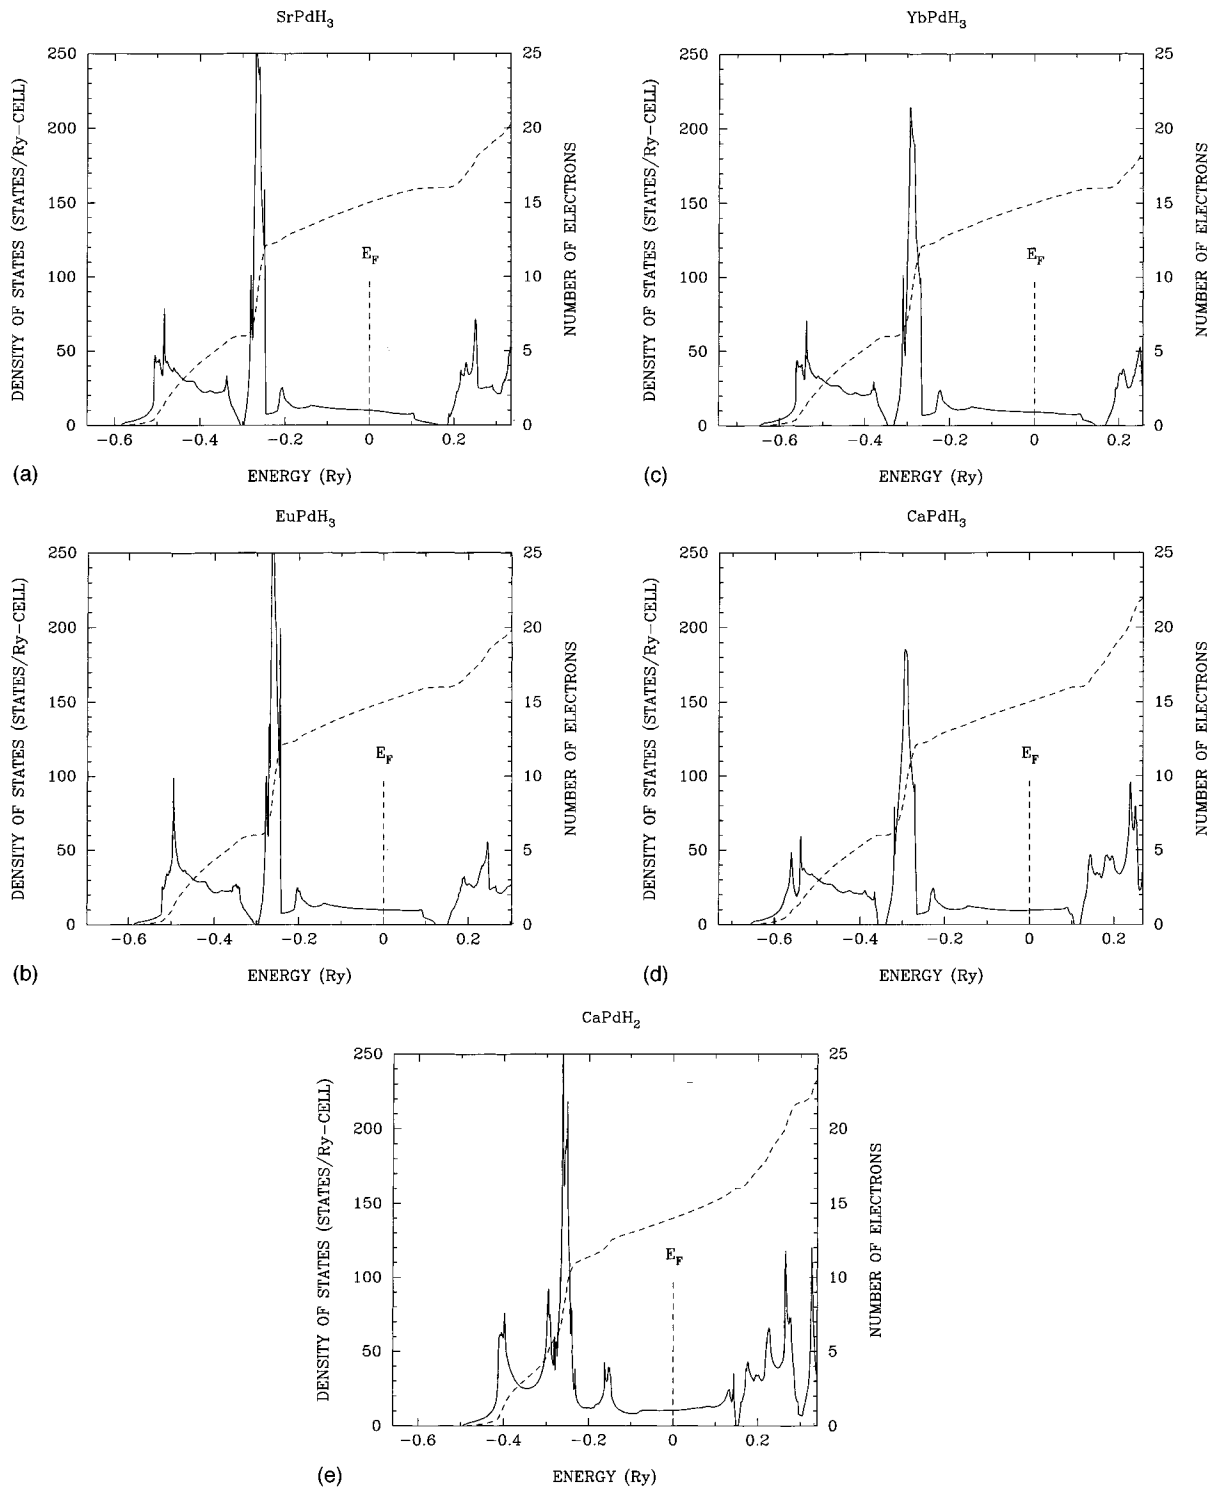 SrPdH3
250
200
150
100
50
0
DENSITY OF STATES (STATES/Ry-CELL)
25
20
15
10
5
0
NUMBER OF ELECTRONS
EF
-0.6 -0.4 -0.2 0 0.2
ENERGY (Ry)
(a)
YbPdH3
250
200
150
100
50
0
DENSITY OF STATES (STATES/Ry-CELL)
25
20
15
10
5
0
NUMBER OF ELECTRONS
EF
-0.6 -0.4 -0.2 0 0.2
ENERGY (Ry)
(c)
EuPdH3
250
200
150
100
50
0
DENSITY OF STATES (STATES/Ry-CELL)
25
20
15
10
5
0
NUMBER OF ELECTRONS
EF
-0.6 -0.4 -0.2 0 0.2
ENERGY (Ry)
(b)
CaPdH3
250
200
150
100
50
0
DENSITY OF STATES (STATES/Ry-CELL)
25
20
15
10
5
0
NUMBER OF ELECTRONS
EF
-0.6 -0.4 -0.2 0 0.2
ENERGY (Ry)
(d)
CaPdH2
250
200
150
100
50
0
DENSITY OF STATES (STATES/Ry-CELL)
25
20
15
10
5
0
NUMBER OF ELECTRONS
EF
-0.6 -0.4 -0.2 0 0.2
ENERGY (Ry)
(e)